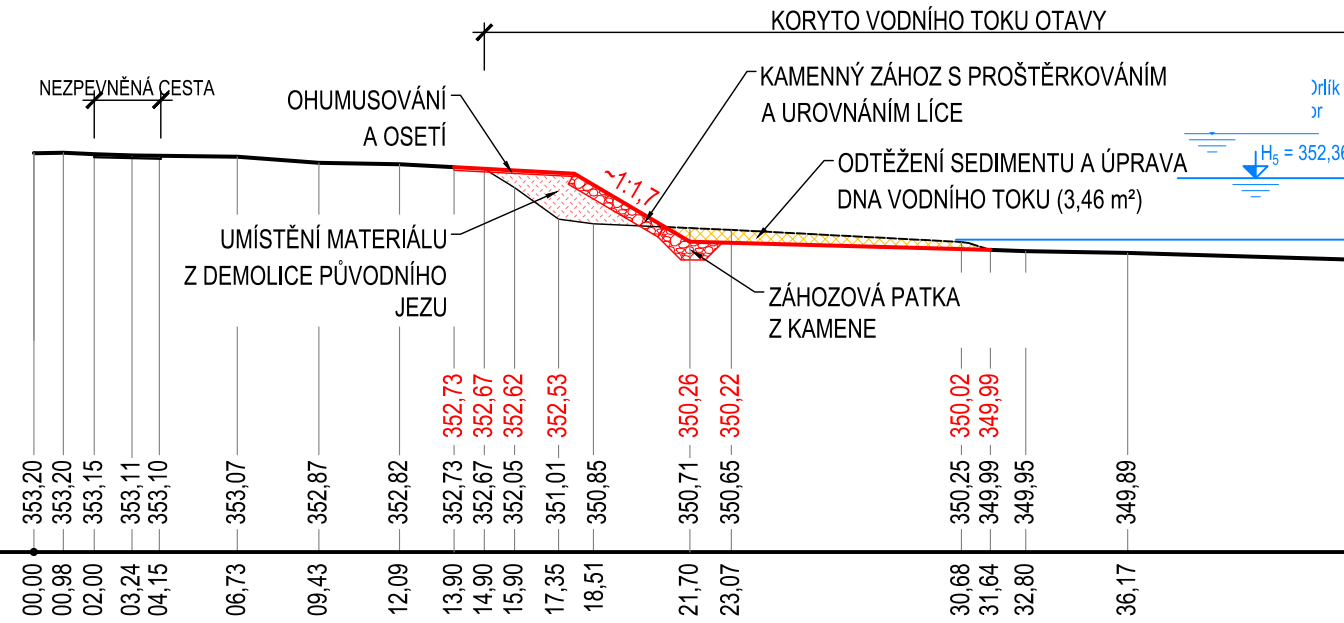 KORYTO VODNÍHO TOKU OTAVY
NEZPEVNĚNÁ CESTA
OHUMUSOVÁNÍ
A OSETÍ
KAMENNÝ ZÁHOZ S PROŠTĚRKOVÁNÍM
A UROVNÁNÍM LÍCE
H₅ = 352,36
~1:1,7
ODTĚŽENÍ SEDIMENTU A ÚPRAVA
DNA VODNÍHO TOKU (3,46 m²)
UMÍSTĚNÍ MATERIÁLU
Z DEMOLICE PŮVODNÍHO
JEZU
ZÁHOZOVÁ PATKA
Z KAMENE
352,73 352,67 352,62 352,53 350,26 350,22 350,02 349,99
353,20 353,20 353,15 353,11 353,10 353,07 352,87 352,82 352,73 352,67 352,05 351,01 350,85 350,71 350,65 350,25 349,99 349,95 349,89
00,00 00,98 02,00 03,24 04,15 06,73 09,43 12,09 13,90 14,90 15,90 17,35 18,51 21,70 23,07 30,68 31,64 32,80 36,17